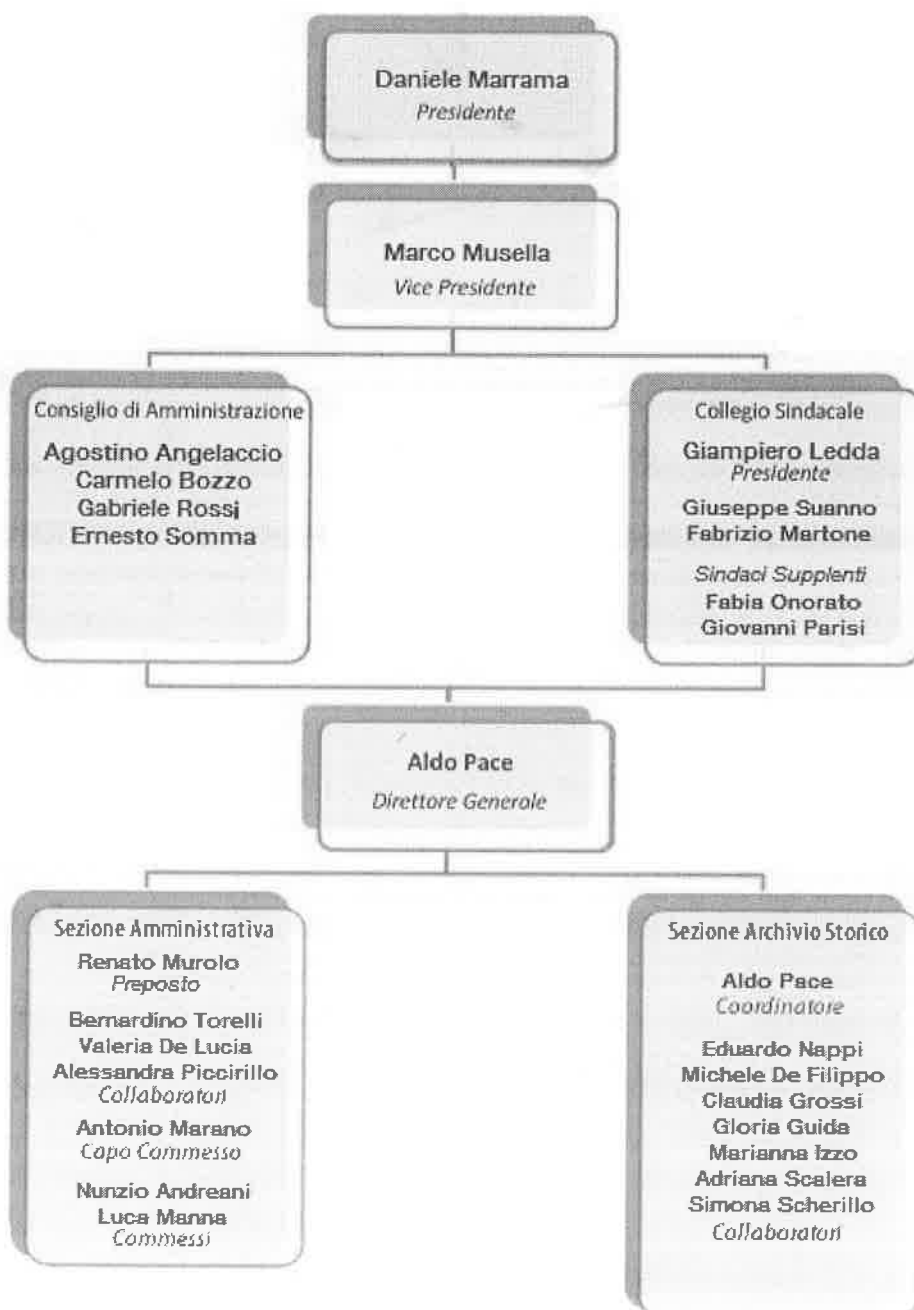 Daniele Marrama
Presidente
Marco Musella
Vice Presidente
Consiglio di Amministrazione
Agostino Angelaccio
Carmelo Bozzo
Gabriele Rossi
Ernesto Somma
Collegio Sindacale
Giampiero Ledda
Presidente
Giuseppe Suanno
Fabrizio Martone
Sindaci Supplenti
Fabia Onorato
Giovanni Parisi
Aldo Pace
Direttore Generale
Sezione Amministrativa
Renato Murolo
Preposto
Bernardino Torelli
Valeria De Lucia
Alessandra Piccirillo
Collaboratori
Antonio Marano
Capo Commesso
Nunzio Andreani
Luca Manna
Commessi
Sezione Archivio Storico
Aldo Pace
Coordinatore
Eduardo Nappi
Michele De Filippo
Claudia Grossi
Gloria Guida
Marianna Izzo
Adriana Scalera
Simona Scherillo
Collaboratori